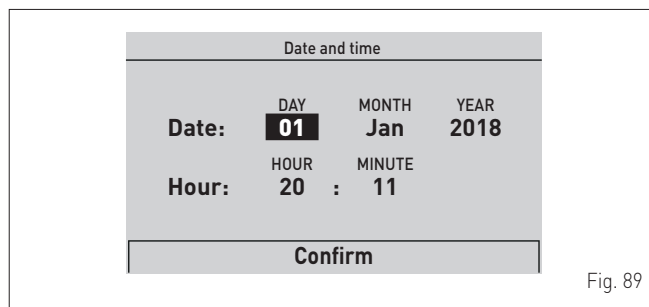 Date and time
DAY MONTH YEAR
Date: 01 Jan 2018
HOUR MINUTE
Hour: 20 : 11
Confirm
Fig. 89